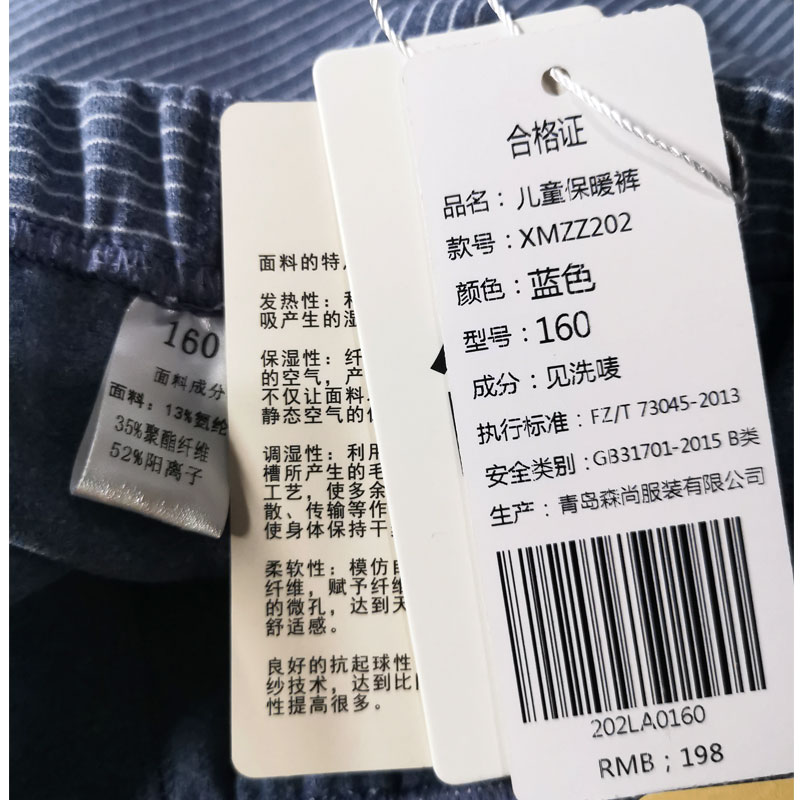 合格证
品名：儿童保暖裤
款号：XMZZ202
颜色：蓝色
型号：160
成分：见洗唛
执行标准：FZ/T 73045-2013
安全类别：GB31701-2015 B类
生产：青岛森尚服装有限公司
202LA0160
RMB；198
面料的特
发热性：
吸产生的湿
保湿性：纤
的空气，产
不仅让面料
静态空气的
调湿性：利用
槽所产生的毛
工艺，使多余
散、传输等作
使身体保持干
柔软性：模仿自
纤维，赋予纤维
的微孔，达到天
舒适感。
良好的抗起球性
纱技术，达到比
性提高很多。
160
面料成分
面料：13%氨纶
35%聚酯纤维
52%阳离子